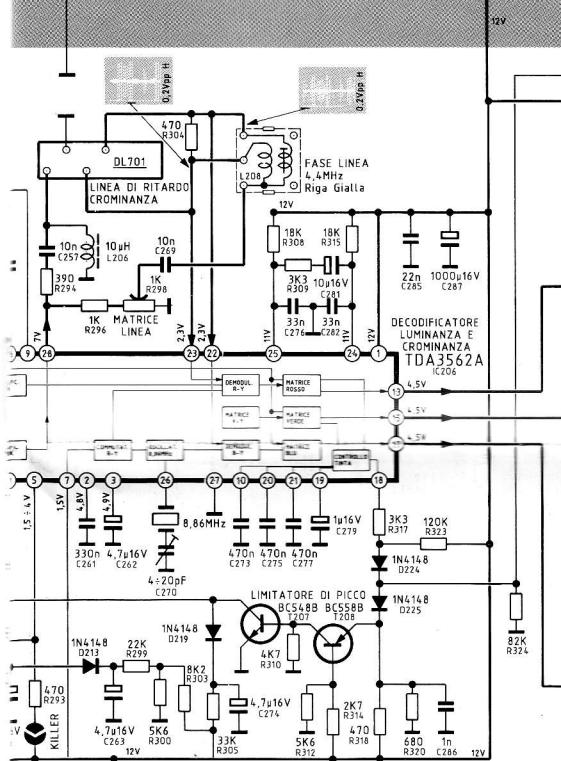 12V
0,2Vpp H
0,2Vpp H
470
R304
DL701
LINEA DI RITARDO
CROMINANZA
L208
FASE LINEA
4,4MHz
Riga Gialla
12V
10n
C257
10µH
L206
10n
C269
18K
R308
18K
R315
390
R294
1K
R298
3K3
R309
10µ16V
C281
22n
C285
1000µ16V
C287
1K
R296
MATRICE
LINEA
33n
C276
33n
C282
7V
2,3V
2,3V
11V
11V
12V
DECODIFICATORE
LUMINANZA E
CROMINANZA
TDA3562A
IC206
9
28
23
22
25
24
1
DEMODUL.
R-Y
MATRICE
ROSSO
13
4,5V
MATRICE
VERDE
4,5V
COMMUTAT.
R-Y
OSCILLAT.
8,86MHz
DEMODUL.
B-Y
MATRICE
BLU
4,5V
CONTROLLO
TINTA
5
7
2
3
26
27
10
20
21
19
18
1,5÷4V
1,5V
4,8V
4,9V
330n
C261
4,7µ16V
C262
8,86MHz
4÷20pF
C270
470n
C273
470n
C275
470n
C277
1µ16V
C279
3K3
R317
120K
R323
1N4148
D224
1N4148
D225
LIMITATORE DI PICCO
BC548B
T207
BC558B
T208
82K
R324
1N4148
D213
22K
R299
1N4148
D219
4K7
R310
8K2
R303
470
R293
KILLER
4,7µ16V
C263
5K6
R300
33K
R305
4,7µ16V
C274
5K6
R312
2K7
R314
470
R318
680
R320
1n
C286
12V
12V